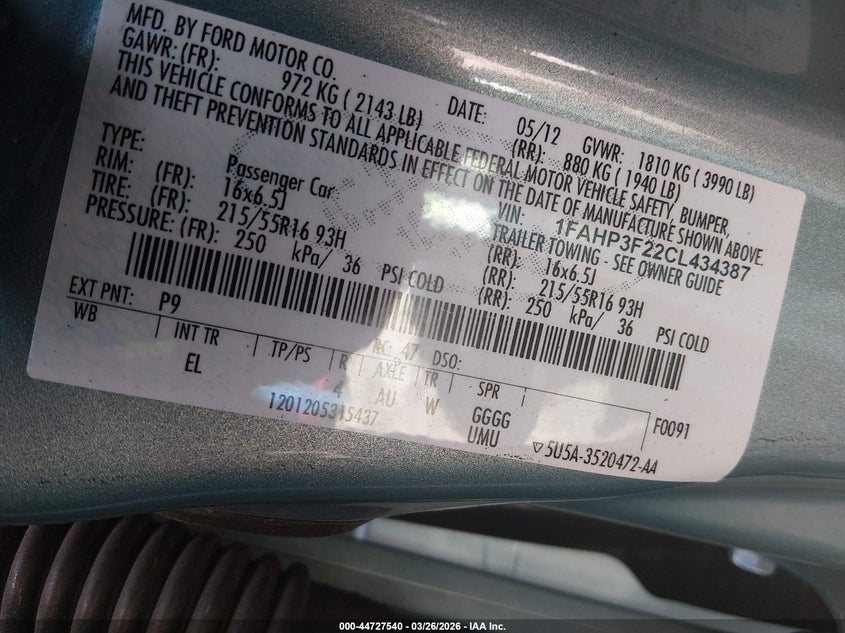 MFD. BY FORD MOTOR CO.
DATE: 05/12 GVWR: 1810 KG ( 3990 LB)
GAWR: (FR): 972 KG ( 2143 LB) (RR): 880 KG ( 1940 LB)
THIS VEHICLE CONFORMS TO ALL APPLICABLE FEDERAL MOTOR VEHICLE SAFETY, BUMPER,
AND THEFT PREVENTION STANDARDS IN EFFECT ON THE DATE OF MANUFACTURE SHOWN ABOVE.
VIN: 1FAHP3F22CL434387
TYPE: Passenger Car TRAILER TOWING - SEE OWNER GUIDE
RIM: (FR): 16x6.5J (RR): 16x6.5J
TIRE: (FR): 215/55R16 93H (RR): 215/55R16 93H
PRESSURE: (FR): 250 kPa/ 36 PSI COLD (RR): 250 kPa/ 36 PSI COLD
EXT PNT: P9 RC: 47 DSO: F0091
WB INT TR TP/PS R AXLE TR SPR
EL 4 AU W GGGG
1201205315437 UMU 5U5A-3520472-AA
000-44727540 — 03/26/2026 — IAA Inc.